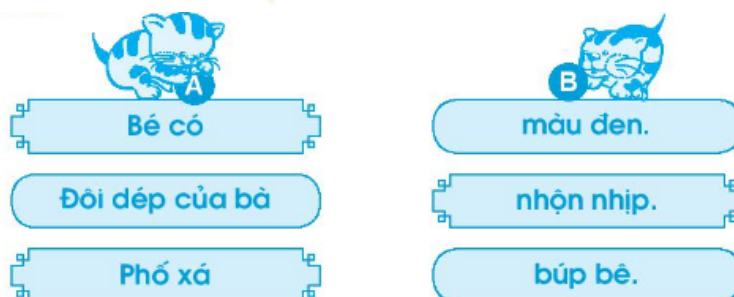 A
B
Bé có
màu đen.
Đôi dép của bà
nhộn nhịp.
Phố xá
búp bê.